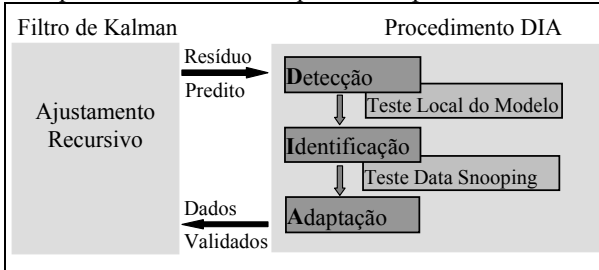 Filtro de Kalman
Procedimento DIA
Ajustamento
Recursivo
Resíduo
Predito
Dados
Validados
Detecção
Teste Local do Modelo
Identificação
Teste Data Snooping
Adaptação